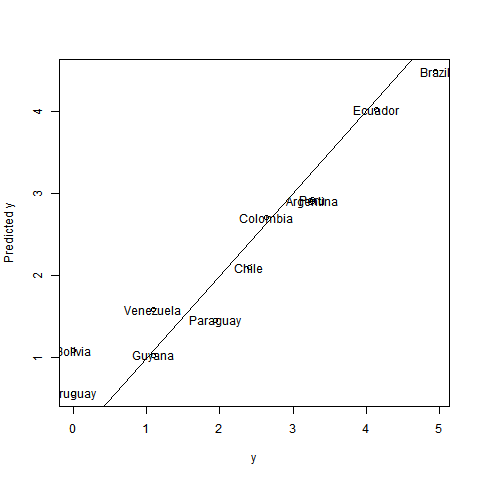 Brazil
Ecuador
4
Peru
Argentina
3
Colombia
Predicted y
Chile
2
Venezuela
Paraguay
Bolivia
Guyana
1
ruguay
0 1 2 3 4 5
y